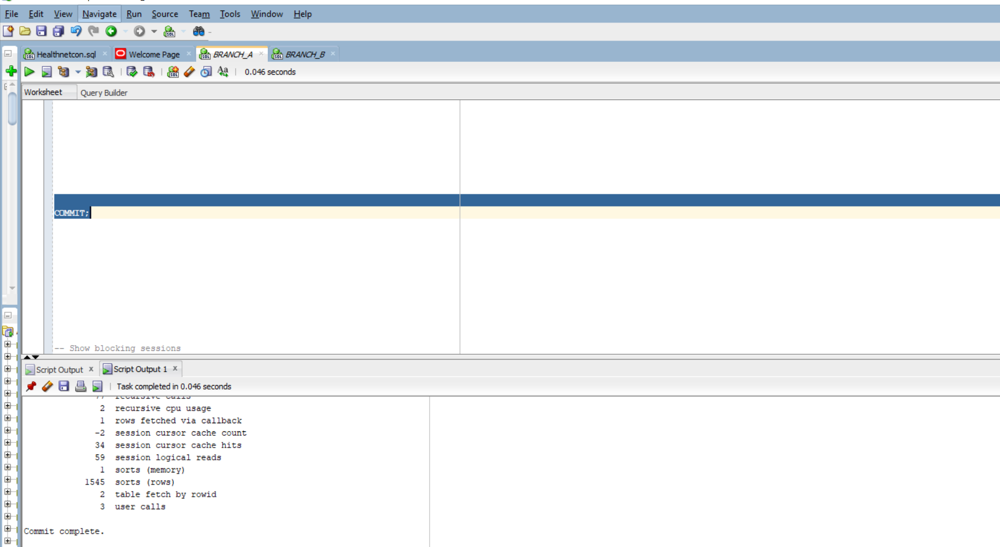 File Edit View Navigate Run Source Team Tools Window Help
Healthnetcon.sql Welcome Page BRANCH_A BRANCH_B
0.046 seconds
Worksheet Query Builder
COMMIT;
-- Show blocking sessions
Script Output x Script Output 1 x
Task completed in 0.046 seconds
77 recursive calls
2 recursive cpu usage
1 rows fetched via callback
-2 session cursor cache count
34 session cursor cache hits
59 session logical reads
1 sorts (memory)
1545 sorts (rows)
2 table fetch by rowid
3 user calls
Commit complete.